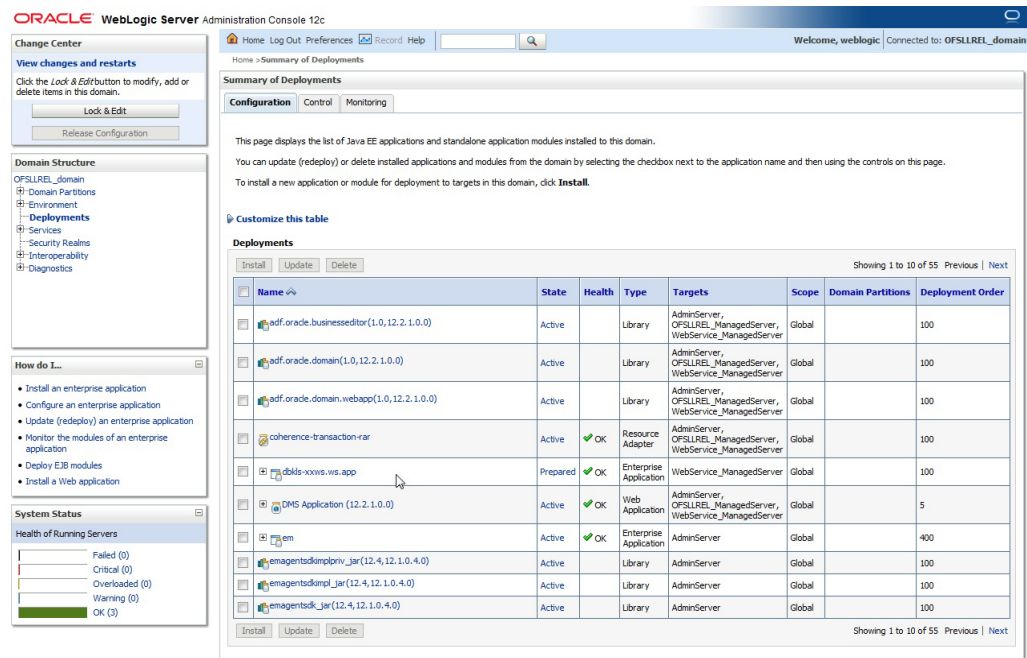 ORACLE WebLogic Server Administration Console 12c
Change Center
View changes and restarts
Click the Lock & Edit button to modify, add or
delete items in this domain.
Lock & Edit
Release Configuration
Domain Structure
OFSLLREL_domain
Domain Partitions
Environment
Deployments
Services
Security Realms
Interoperability
Diagnostics
How do I...
Install an enterprise application
Configure an enterprise application
Update (redeploy) an enterprise application
Monitor the modules of an enterprise
application
Deploy EJB modules
Install a Web application
System Status
Health of Running Servers
Failed (0)
Critical (0)
Overloaded (0)
Warning (0)
OK (3)
Home Log Out Preferences Record Help
Welcome, weblogic Connected to: OFSLLREL_domain
Home >Summary of Deployments
Summary of Deployments
Configuration Control Monitoring
This page displays the list of Java EE applications and standalone application modules installed to this domain.
You can update (redeploy) or delete installed applications and modules from the domain by selecting the checkbox next to the application name and then using the controls on this page.
To install a new application or module for deployment to targets in this domain, click Install.
Customize this table
Deployments
Install Update Delete Showing 1 to 10 of 55 Previous | Next
Name State Health Type Targets Scope Domain Partitions Deployment Order
adf.oracle.businesseditor(1.0,12.2.1.0.0) Active Library AdminServer, Global 100
OFSLLREL_ManagedServer,
WebService_ManagedServer
adf.oracle.domain(1.0,12.2.1.0.0) Active Library AdminServer, Global 100
OFSLLREL_ManagedServer,
WebService_ManagedServer
adf.oracle.domain.webapp(1.0,12.2.1.0.0) Active Library AdminServer, Global 100
OFSLLREL_ManagedServer,
WebService_ManagedServer
coherence-transaction-rar Active OK Resource AdminServer, Global 100
Adapter OFSLLREL_ManagedServer,
WebService_ManagedServer
dbkls-xxws.ws.app Prepared OK Enterprise WebService_ManagedServer Global 100
Application
DMS Application (12.2.1.0.0) Active OK Web AdminServer, Global 5
Application OFSLLREL_ManagedServer,
WebService_ManagedServer
em Active OK Enterprise AdminServer Global 400
Application
emagentsdkimplpriv_jar(12.4,12.1.0.4.0) Active Library AdminServer Global 100
emagentsdkimpl_jar(12.4,12.1.0.4.0) Active Library AdminServer Global 100
emagentsdk_jar(12.4,12.1.0.4.0) Active Library AdminServer Global 100
Install Update Delete Showing 1 to 10 of 55 Previous | Next